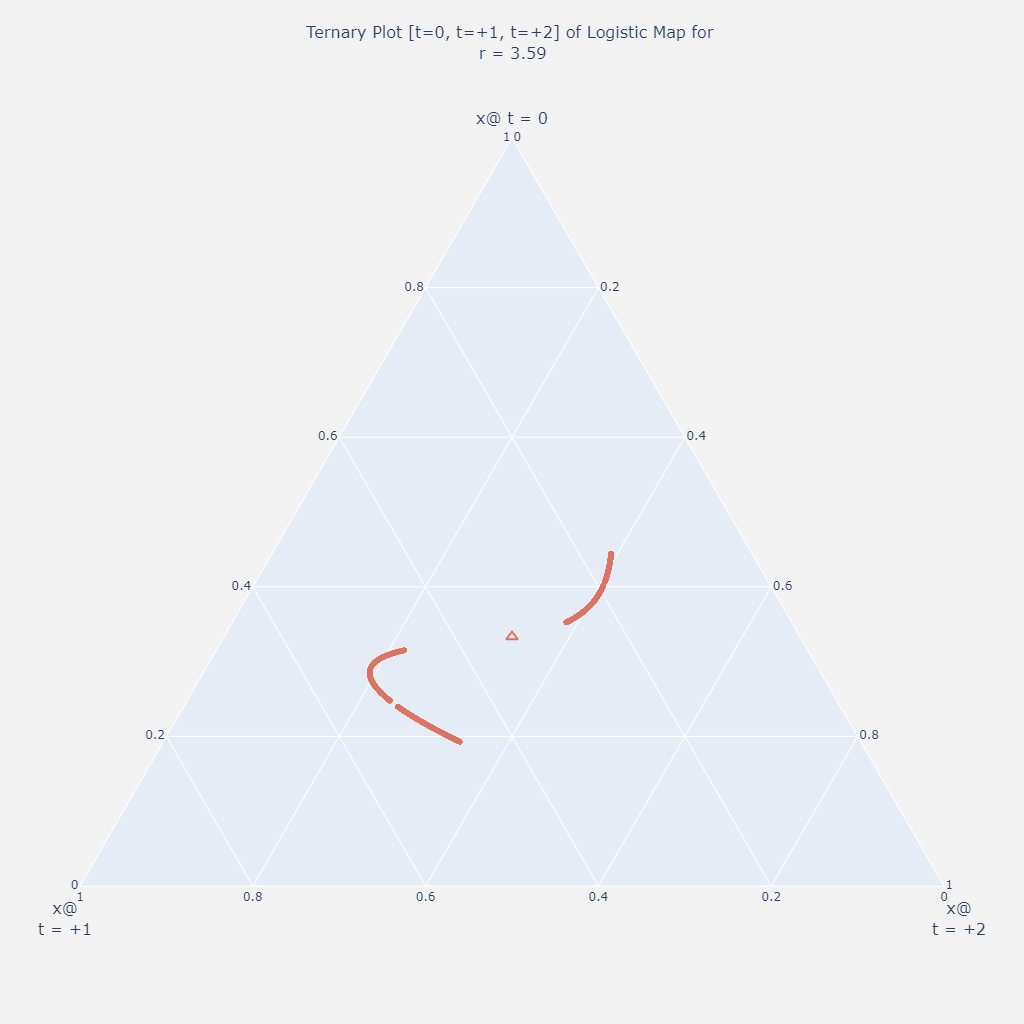 Ternary Plot [t=0, t=+1, t=+2] of Logistic Map for
r = 3.59
x@ t = 0
1 0
0.8 0.2
0.6 0.4
0.4 0.6
0.2 0.8
0 1
1 0.8 0.6 0.4 0.2 0
x@ x@
t = +1 t = +2